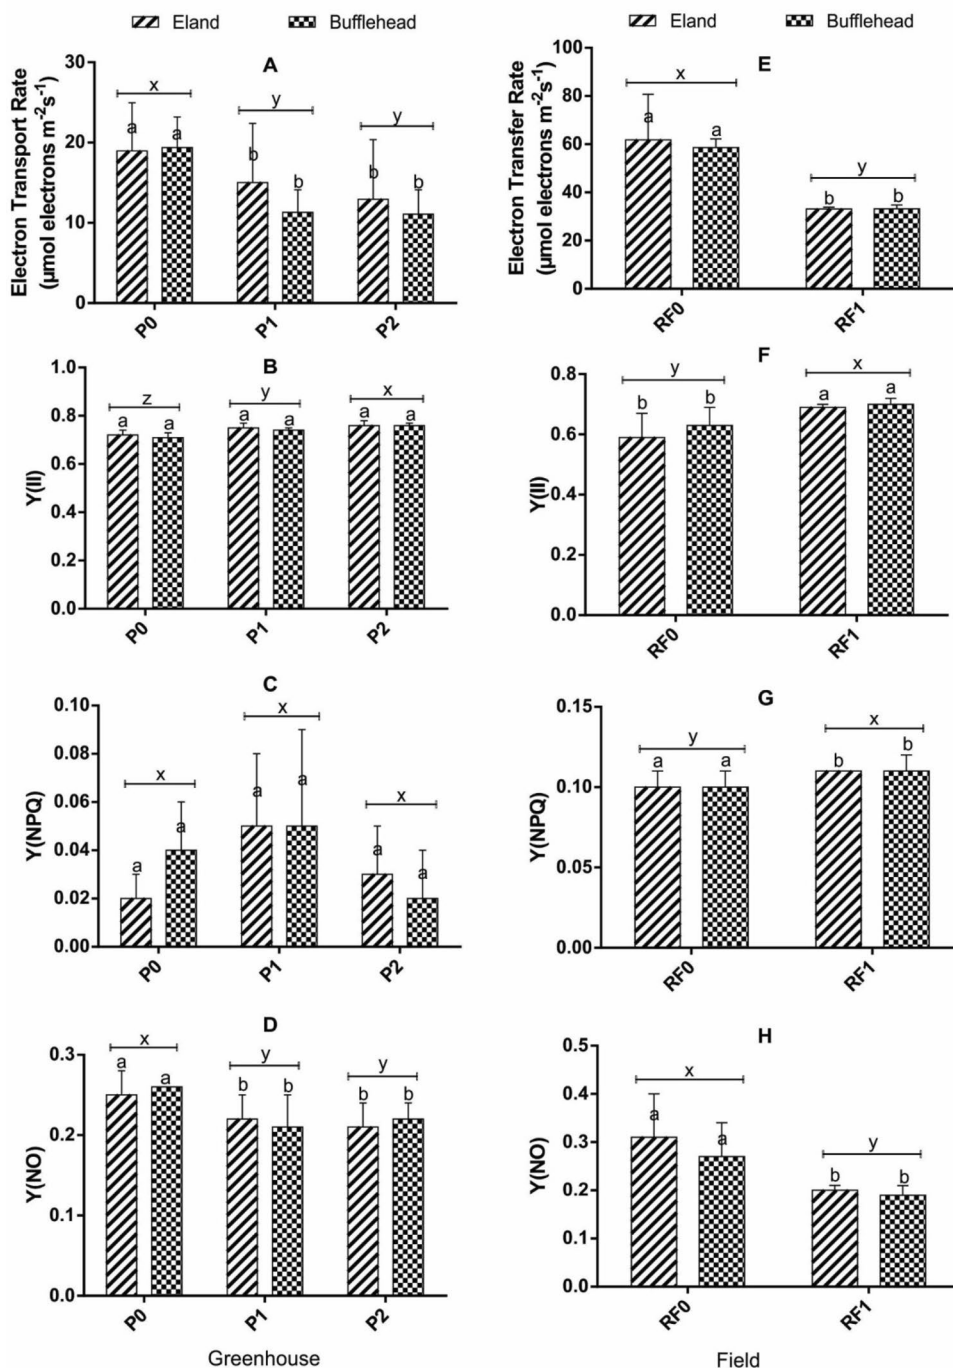 Eland Bufflehead
A
Electron Transport Rate
(µmol electrons m-2s-1)
30
20
10
0
x
y
y
a a
b b
b b
P0 P1 P2
B
Y(II)
1.0
0.8
0.6
0.4
0.2
0.0
z
y
x
a a
a a
a a
P0 P1 P2
C
Y(NPQ)
0.10
0.08
0.06
0.04
0.02
0.00
x
x
x
a a
a a
a a
P0 P1 P2
D
Y(NO)
0.3
0.2
0.1
0.0
x
y
y
a a
b b
b b
P0 P1 P2
Greenhouse
Eland Bufflehead
E
Electron Transfer Rate
(µmol electrons m-2s-1)
100
80
60
40
20
0
x
y
a a
b b
RF0 RF1
F
Y(II)
0.8
0.6
0.4
0.2
0.0
y
x
b b
a a
RF0 RF1
G
Y(NPQ)
0.15
0.10
0.05
0.00
y
x
a a
b b
RF0 RF1
H
Y(NO)
0.5
0.4
0.3
0.2
0.1
0.0
x
y
a a
b b
RF0 RF1
Field